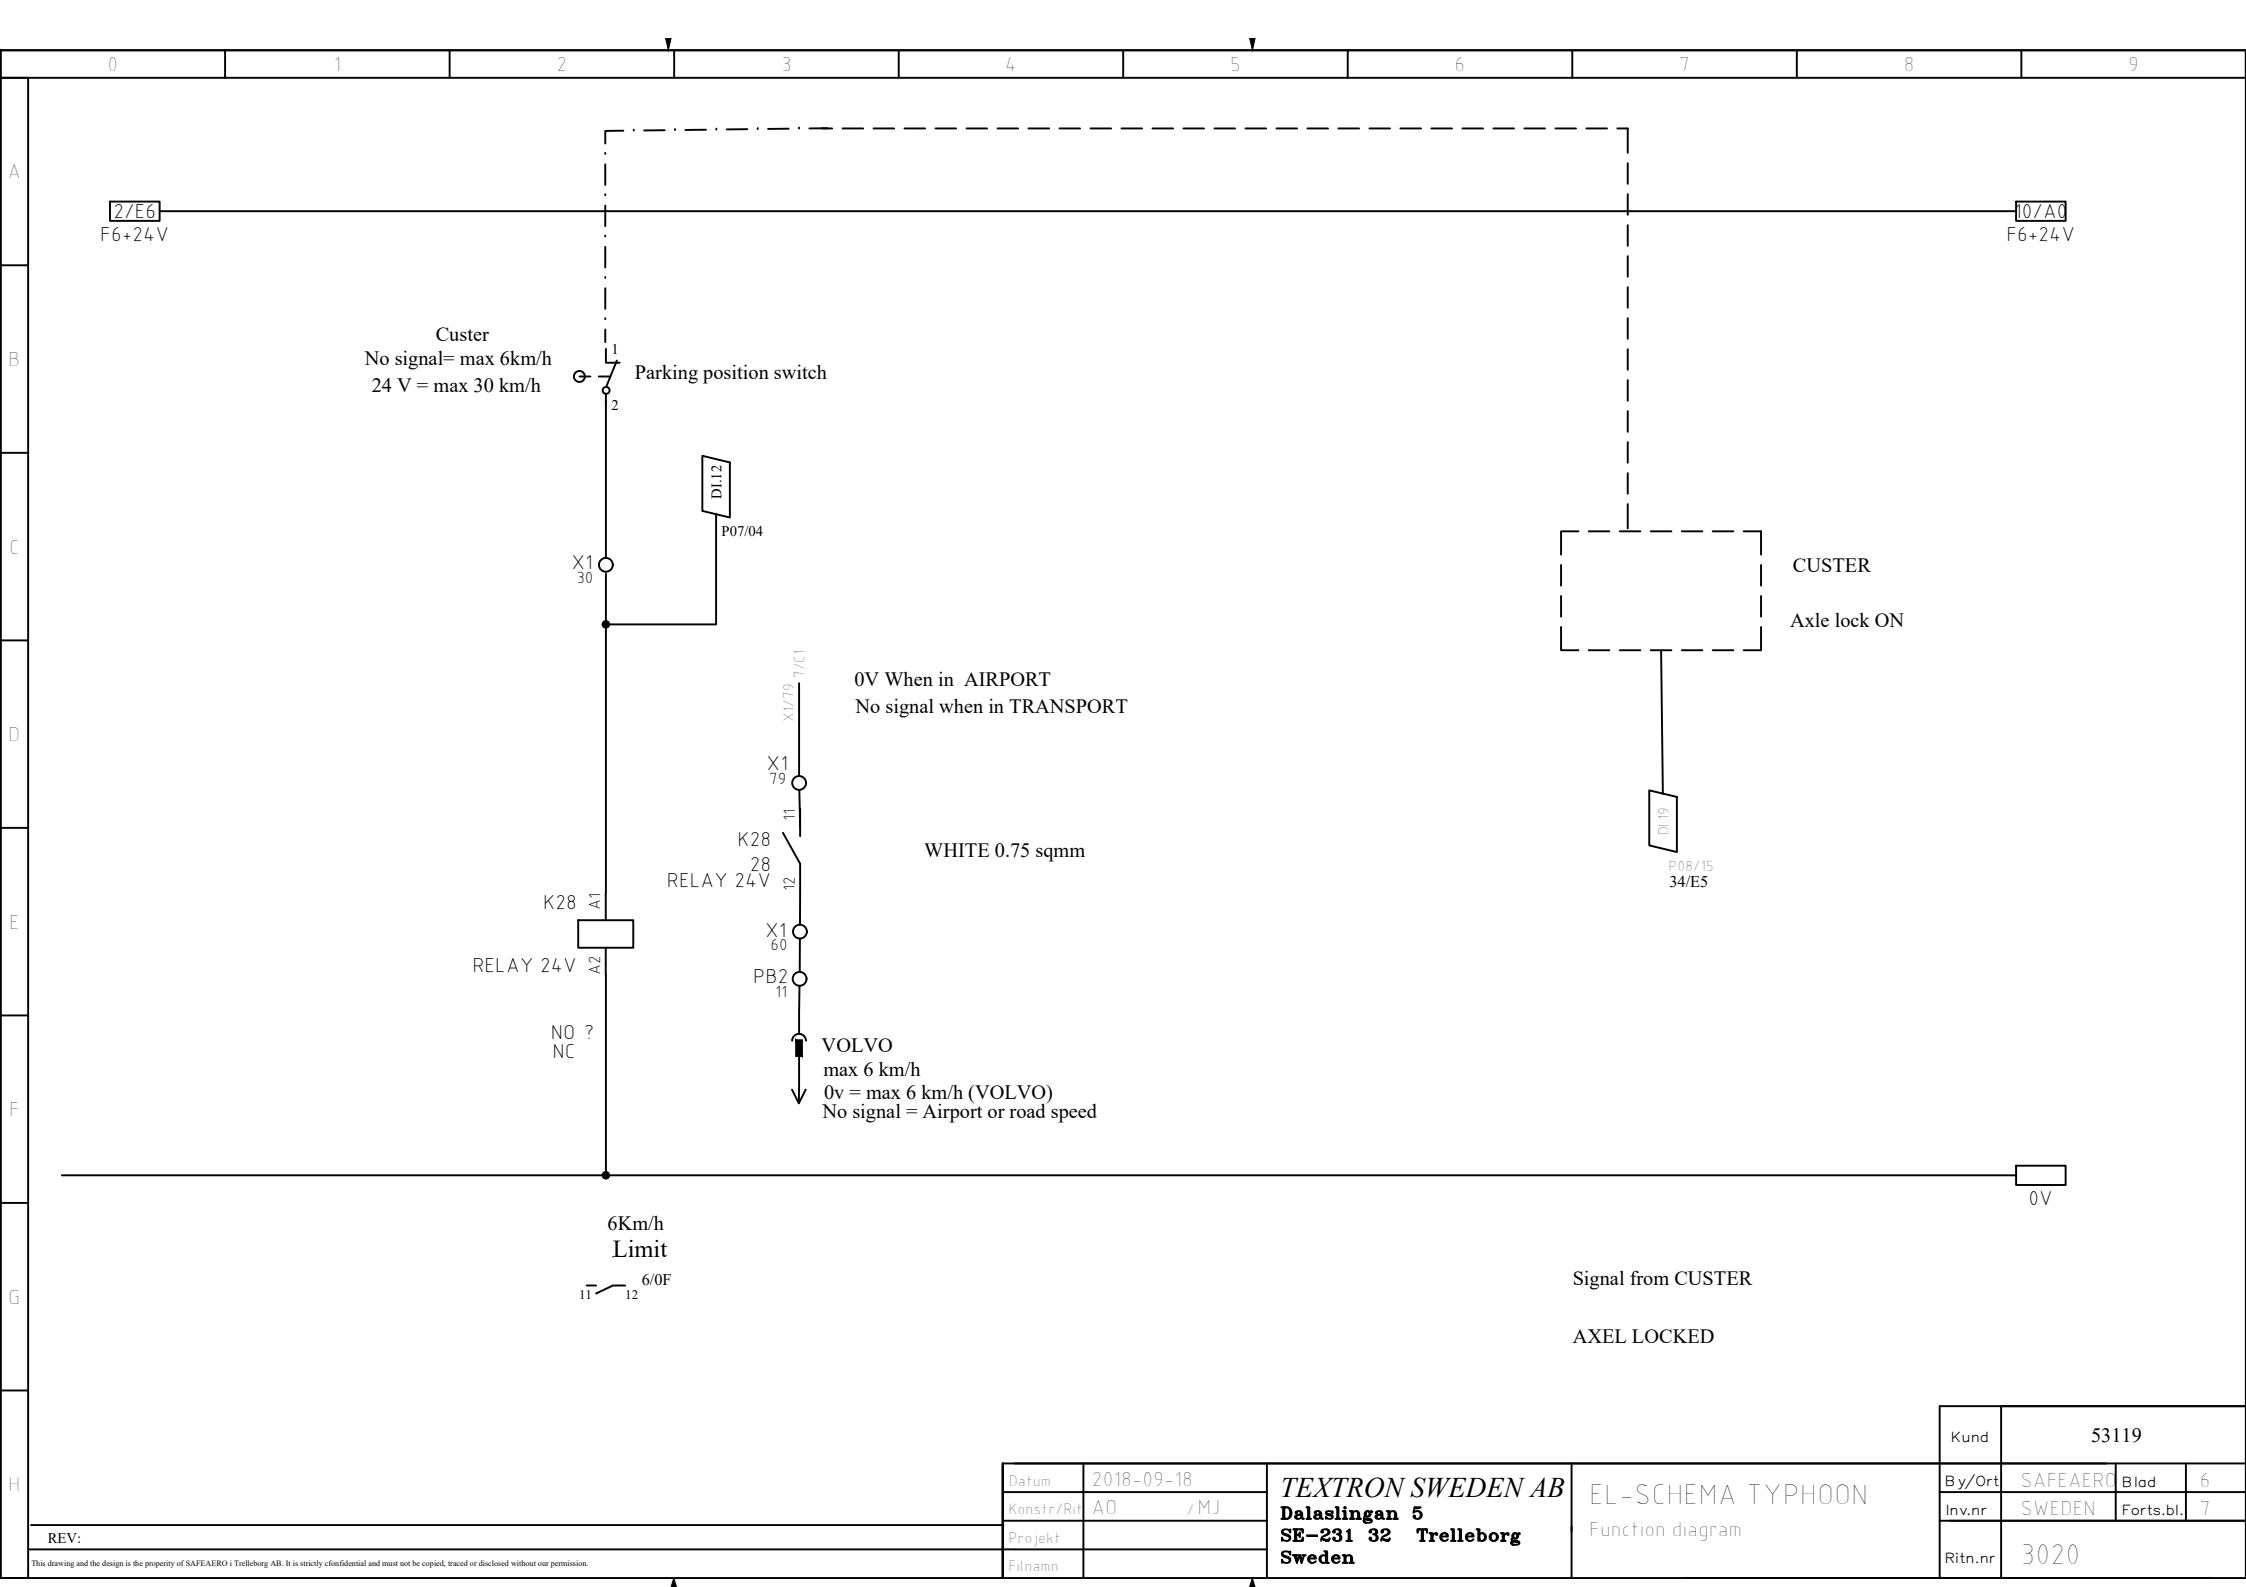 0 1 2 3 4 5 6 7 8 9
A
B
C
D
E
F
G
H
2/E6
F6+24V
10/A0
F6+24V
Custer
No signal= max 6km/h
24 V = max 30 km/h
1
2
Parking position switch
DI.12
P07/04
X1
30
CUSTER
Axle lock ON
X1/79 7/C1
0V When in AIRPORT
No signal when in TRANSPORT
X1
79
11
K28
28
RELAY 24V
12
WHITE 0.75 sqmm
DI 19
P08/15
34/E5
K28
A1
RELAY 24V
A2
X1
60
PB2
11
NO ?
NC
VOLVO
max 6 km/h
0v = max 6 km/h (VOLVO)
No signal = Airport or road speed
0V
6Km/h
Limit
11 12 6/0F
Signal from CUSTER
AXEL LOCKED
REV:
This drawing and the design is the properity of SAFEAERO i Trelleborg AB. It is strictly cfonfidential and must not be copied, traced or disclosed without our permission.
Datum 2018-09-18
Konstr/Rit AO /MJ
Projekt
Filnamn
TEXTRON SWEDEN AB
Dalaslingan 5
SE-231 32 Trelleborg
Sweden
EL-SCHEMA TYPHOON
Function diagram
Kund 53119
By/Ort SAFEAERO Blad 6
Inv.nr SWEDEN Forts.bl. 7
Ritn.nr 3020